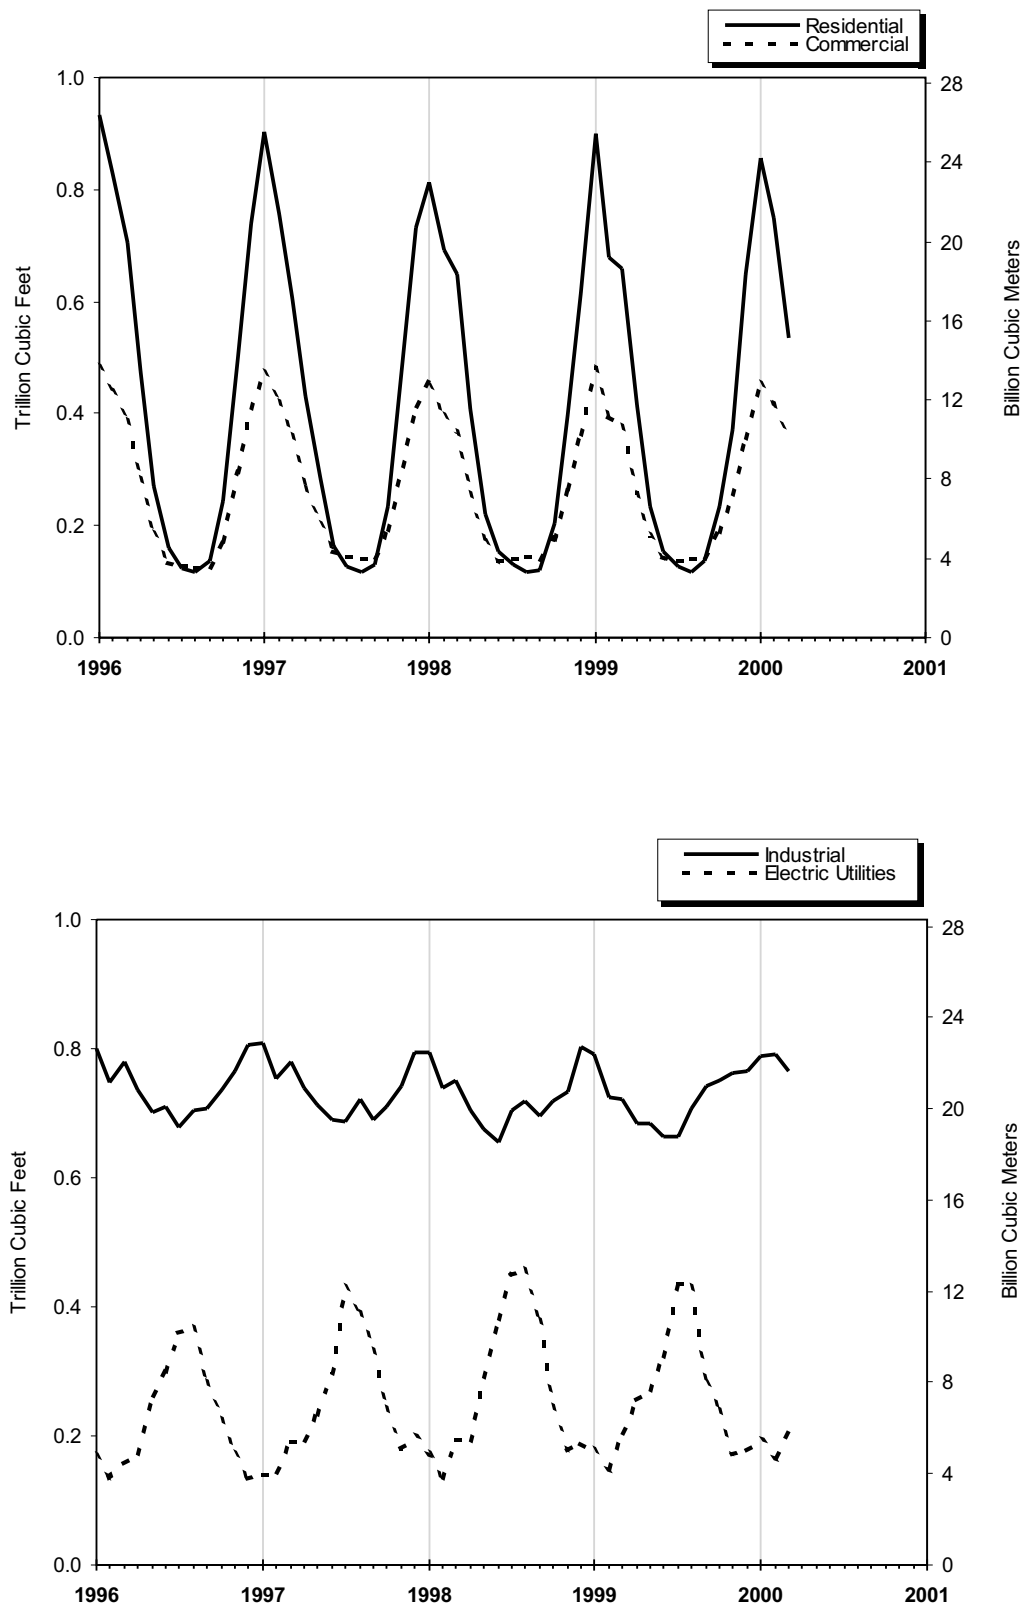 Residential
Commercial
1.0
0.8
0.6
0.4
0.2
0.0
Trillion Cubic Feet
28
24
20
16
12
8
4
0
Billion Cubic Meters
1996 1997 1998 1999 2000 2001
Industrial
Electric Utilities
1.0
0.8
0.6
0.4
0.2
0.0
Trillion Cubic Feet
28
24
20
16
12
8
4
0
Billion Cubic Meters
1996 1997 1998 1999 2000 2001